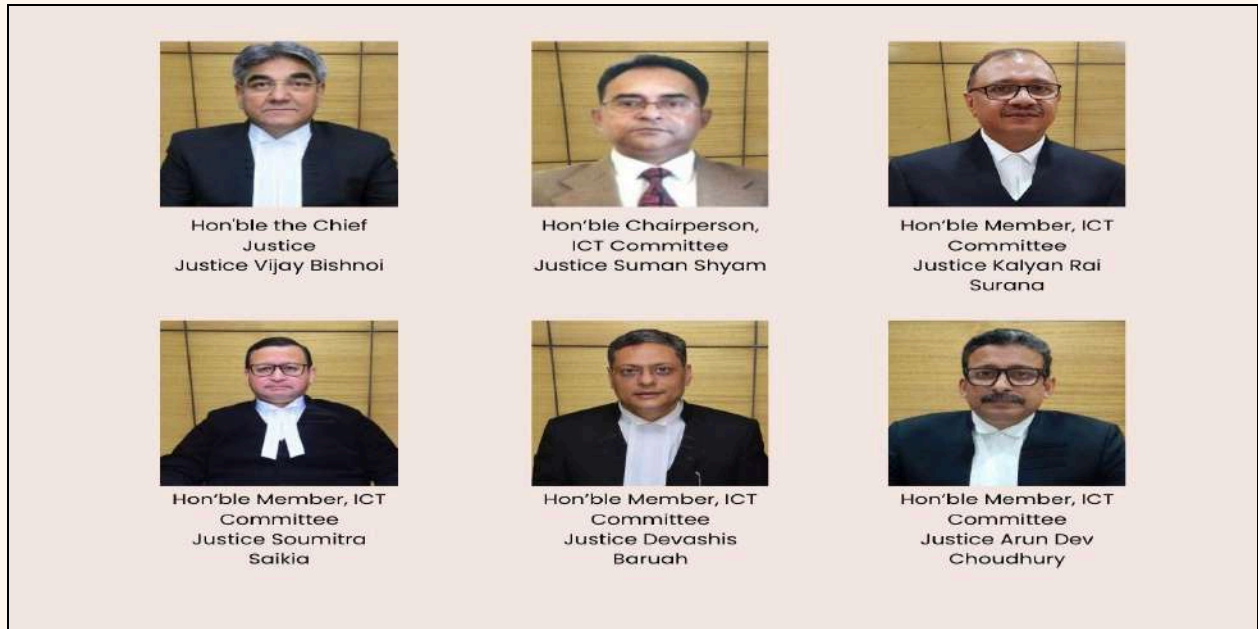 Hon'ble the Chief
Justice
Justice Vijay Bishnoi
Hon‘ble Chairperson,
ICT Committee
Justice Suman Shyam
Hon‘ble Member, ICT
Committee
Justice Kalyan Rai
Surana
Hon‘ble Member, ICT
Committee
Justice Soumitra
Saikia
Hon‘ble Member, ICT
Committee
Justice Devashis
Baruah
Hon‘ble Member, ICT
Committee
Justice Arun Dev
Choudhury